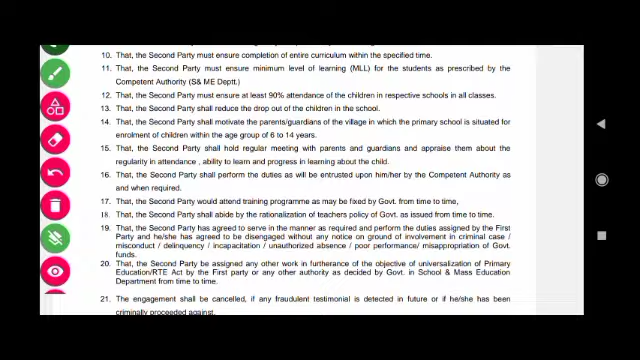 10. That, the Second Party must ensure completion of entire curriculum within the specified time.
11. That, the Second Party must ensure minimum level of learning (MLL) for the students as prescribed by the
Competent Authority (S& ME Deptt.)
12. That, the Second Party must ensure at least 90% attendance of the children in respective schools in all classes.
13. That, the Second Party shall reduce the drop out of the children in the school.
14. That, the Second Party shall motivate the parents/guardians of the village in which the primary school is situated for
enrolment of children within the age group of 6 to 14 years.
15. That, the Second Party shall hold regular meeting with parents and guardians and appraise them about the
regularity in attendance , ability to learn and progress in learning about the child.
16. That, the Second Party shall perform the duties as will be entrusted upon him/her by the Competent Authority as
and when required.
17. That, the Second Party would attend training programme as may be fixed by Govt. from time to time,
18. That, the Second Party shall abide by the rationalization of teachers policy of Govt. as issued from time to time.
19. That, the Second Party has agreed to serve in the manner as required and perform the duties assigned by the First
Party and he/she has agreed to be disengaged without any notice on ground of involvement in criminal case /
misconduct / delinquency / incapacitation / unauthorized absence / poor performance/ misappropriation of Govt.
funds.
20. That, the Second Party be assigned any other work in furtherance of the objective of universalization of Primary
Education/RTE Act by the First party or any other authority as decided by Govt. in School & Mass Education
Department from time to time.
21. The engagement shall be cancelled, if any fraudulent testimonial is detected in future or if he/she has been
criminally proceeded against.